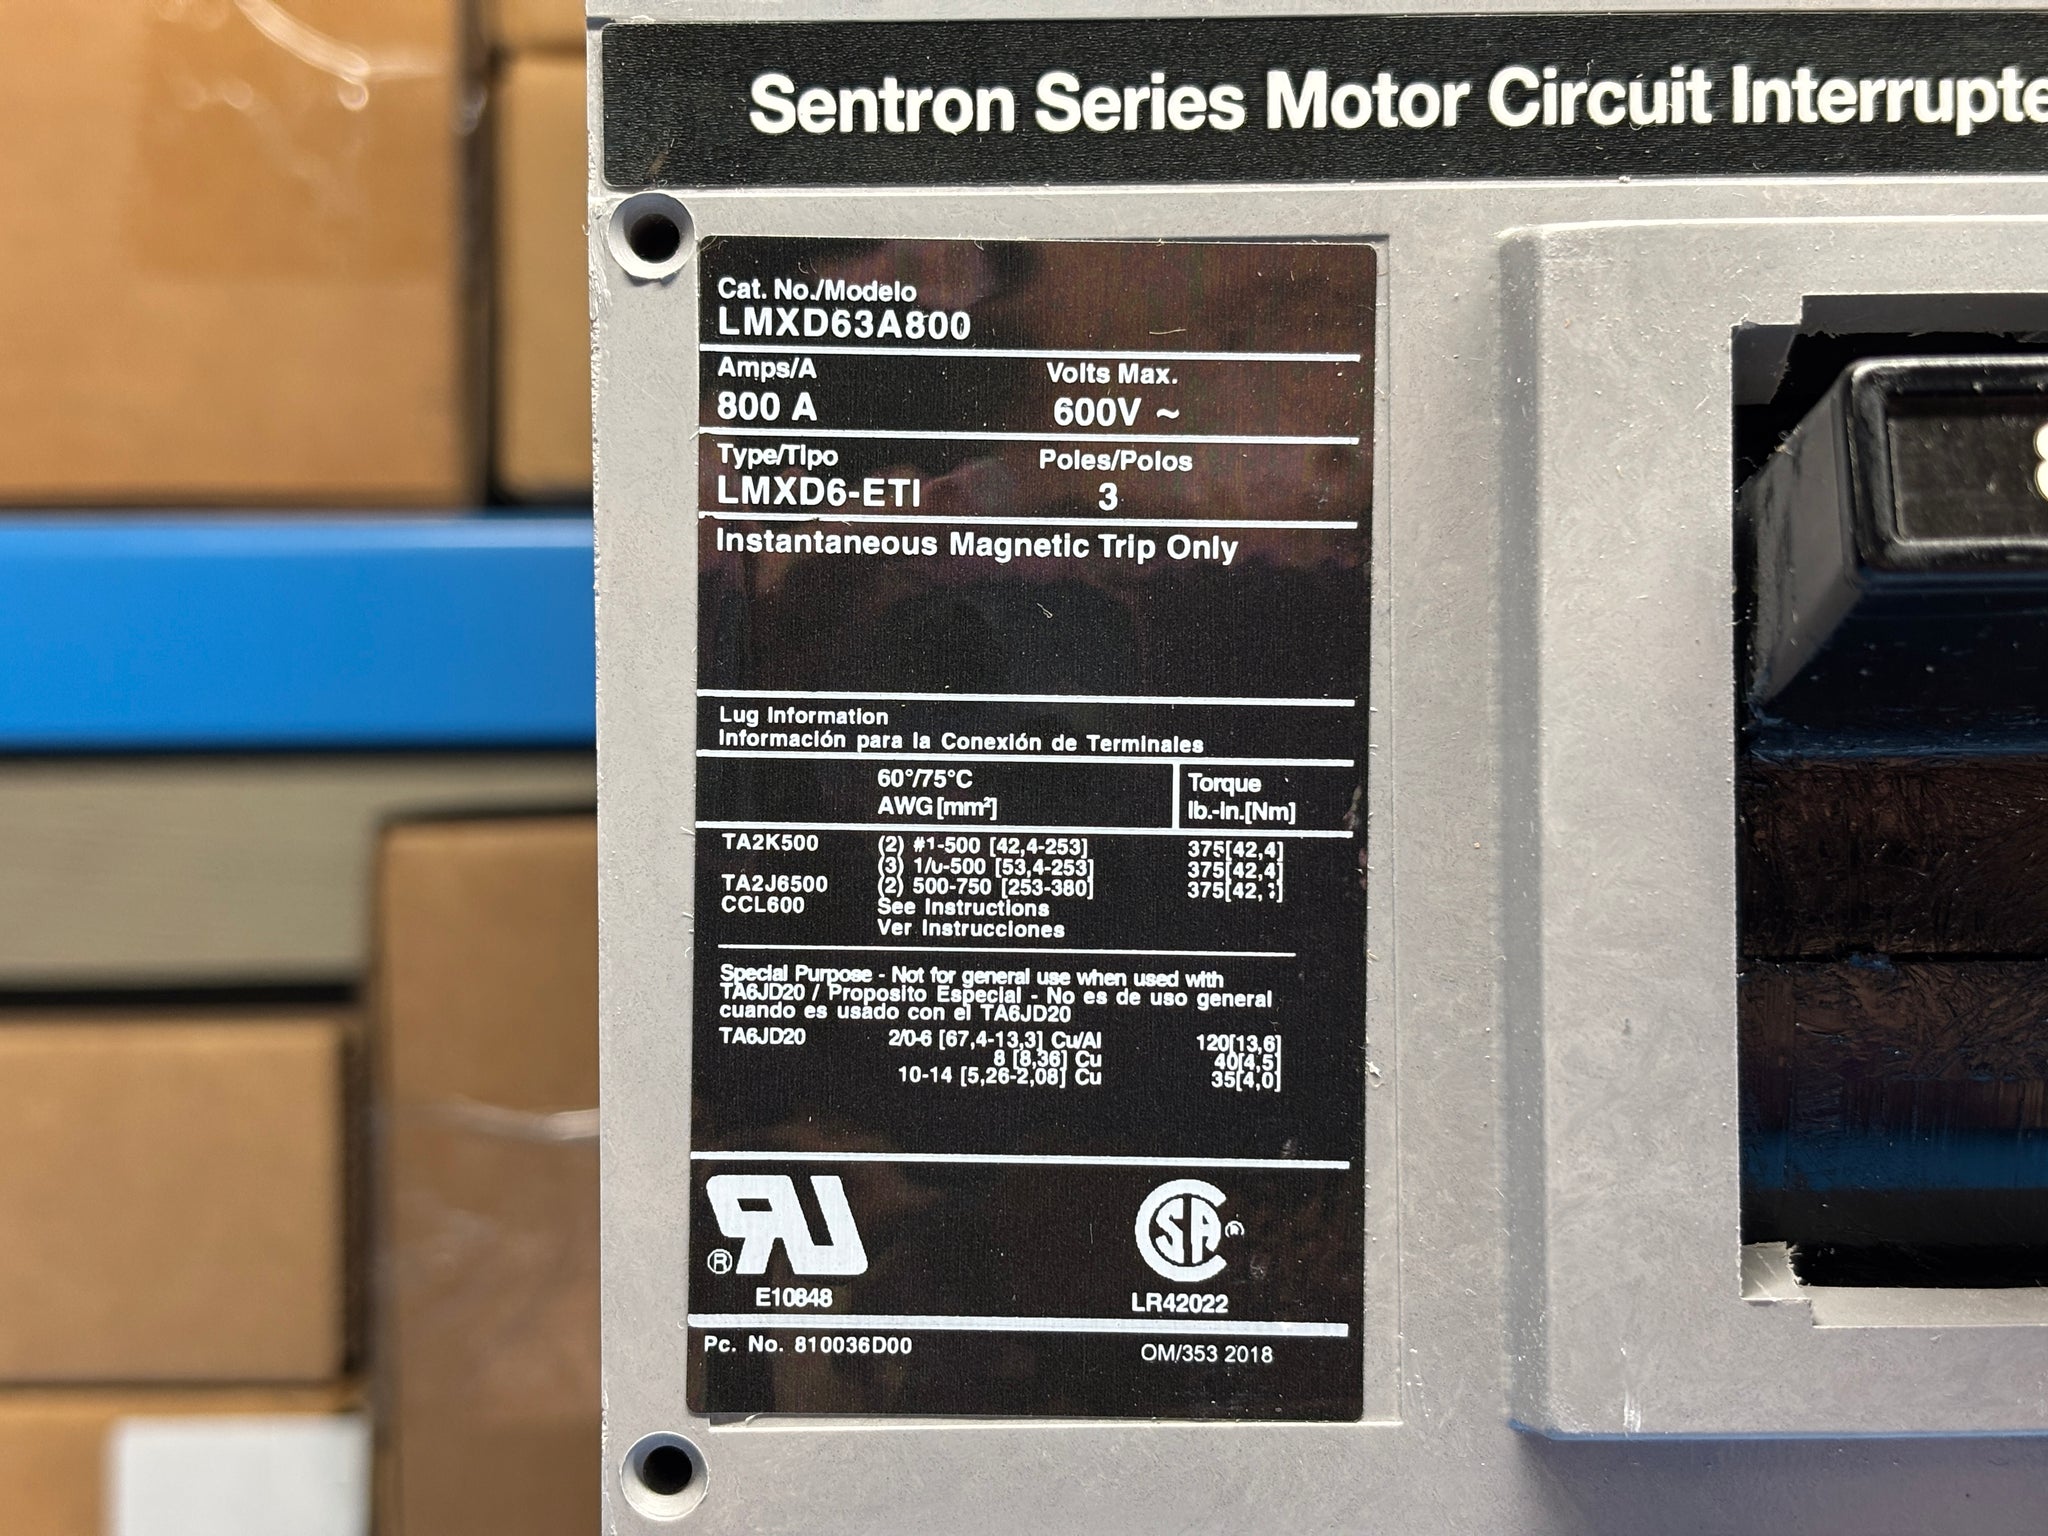 Sentron Series Motor Circuit Interrupte
Cat. No./Modelo
LMXD63A800
Amps/A Volts Max.
800 A 600V ~
Type/Tipo Poles/Polos
LMXD6-ETI 3
Instantaneous Magnetic Trip Only
Lug Information
Información para la Conexión de Terminales
60°/75°C Torque
AWG [mm²] lb.-in.[Nm]
TA2K500 (2) #1-500 [42,4-253] 375[42,4]
(3) 1/0-500 [53,4-253] 375[42,4]
TA2J6500 (2) 500-750 [253-380]
CCL600 See Instructions
Ver Instrucciones
Special Purpose - Not for general use when used with
TA6JD20 / Proposito Especial - No es de uso general
cuando es usado con el TA6JD20
TA6JD20 2/0-6 [67,4-13,3] Cu/Al 120[13,6]
8 [8,36] Cu 40[4,5]
10-14 [5,26-2,08] Cu 35[4,0]
UR ® SA ®
E10848 LR42022
Pc. No. 810036D00 OM/353 2018